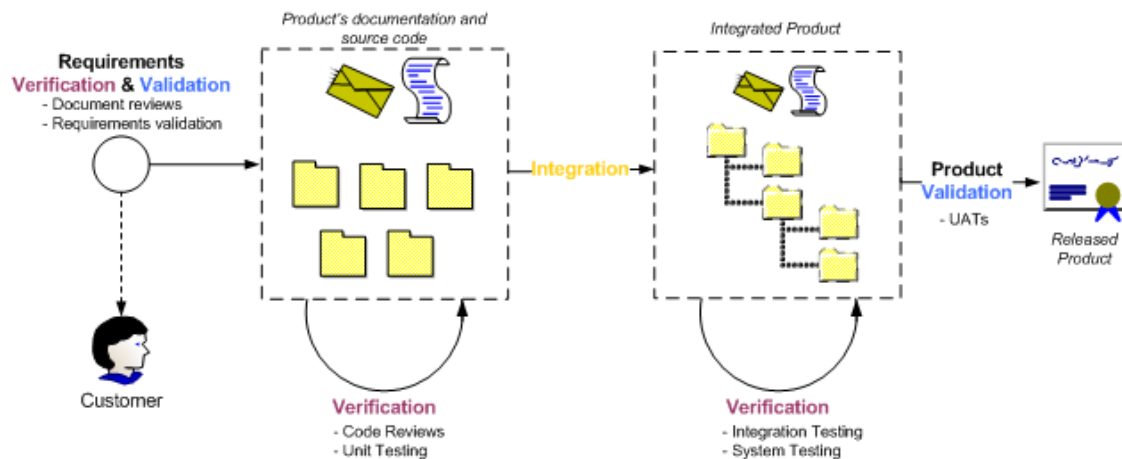 Requirements
Verification & Validation
- Document reviews
- Requirements validation
Customer
Product's documentation and
source code
Verification
- Code Reviews
- Unit Testing
Integration
Integrated Product
Verification
- Integration Testing
- System Testing
Product
Validation
- UATs
Released
Product